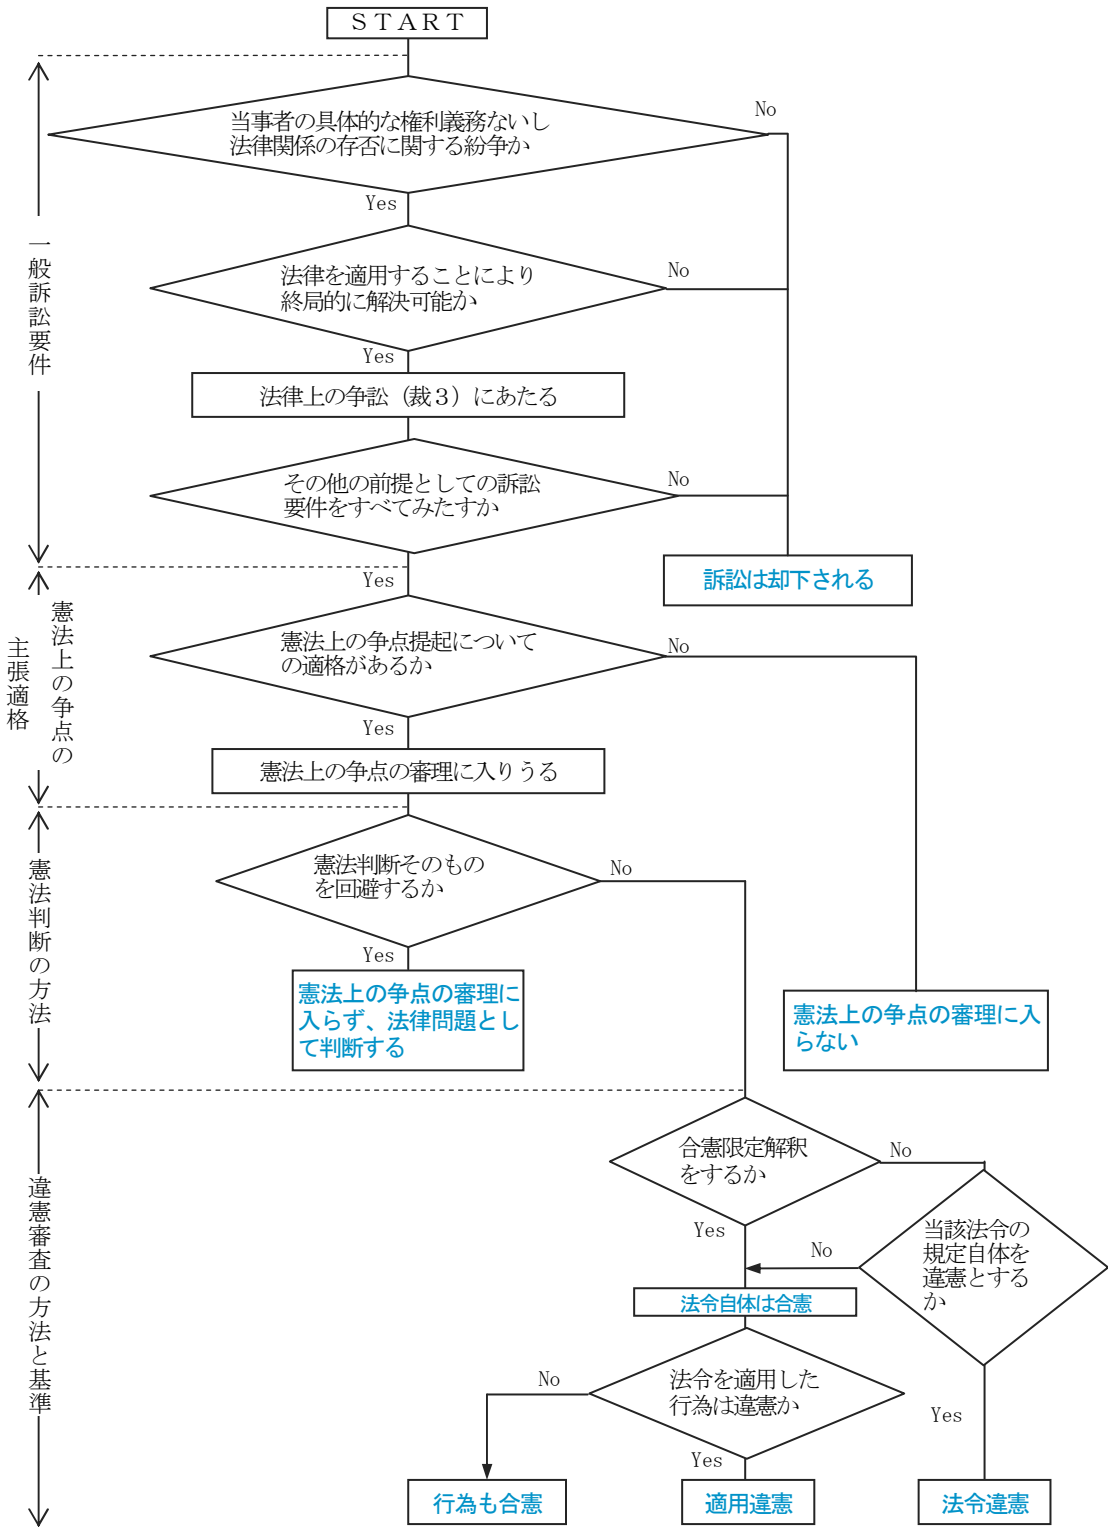 ＳＴＡＲＴ
当事者の具体的な権利義務ないし
法律関係の存否に関する紛争か
No
Yes
一般訴訟要件
法律を適用することにより
終局的に解決可能か
No
Yes
法律上の争訟（裁３）にあたる
その他の前提としての訴訟
要件をすべてみたすか
No
Yes
訴訟は却下される
憲法上の争点の
主張適格
憲法上の争点提起について
の適格があるか
No
Yes
憲法上の争点の審理に入りうる
憲法判断の方法
憲法判断そのもの
を回避するか
No
Yes
憲法上の争点の審理に
入らず、法律問題とし
て判断する
憲法上の争点の審理に入
らない
違憲審査の方法と基準
合憲限定解釈
をするか
No
Yes
当該法令の
規定自体を
違憲とする
か
No
Yes
法令自体は合憲
法令を適用した
行為は違憲か
No
Yes
行為も合憲
適用違憲
法令違憲